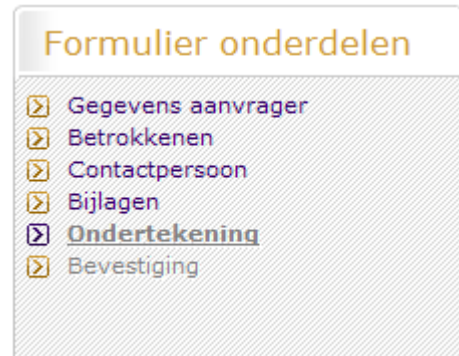 Formulier onderdelen
Gegevens aanvrager
Betrokkenen
Contactpersoon
Bijlagen
Ondertekening
Bevestiging